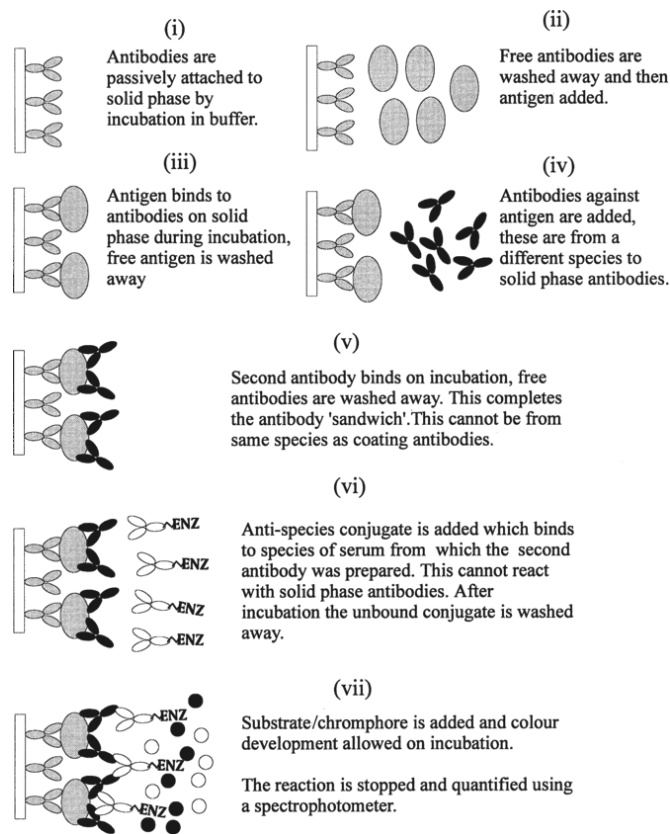 (i)
Antibodies are
passively attached to
solid phase by
incubation in buffer.
(ii)
Free antibodies are
washed away and then
antigen added.
(iii)
Antigen binds to
antibodies on solid
phase during incubation,
free antigen is washed
away
(iv)
Antibodies against
antigen are added,
these are from a
different species to
solid phase antibodies.
(v)
Second antibody binds on incubation, free
antibodies are washed away. This completes
the antibody 'sandwich'.This cannot be from
same species as coating antibodies.
(vi)
ENZ
ENZ
ENZ
ENZ
Anti-species conjugate is added which binds
to species of serum from which the second
antibody was prepared. This cannot react
with solid phase antibodies. After
incubation the unbound conjugate is washed
away.
(vii)
ENZ
ENZ
ENZ
Substrate/chromphore is added and colour
development allowed on incubation.
The reaction is stopped and quantified using
a spectrophotometer.